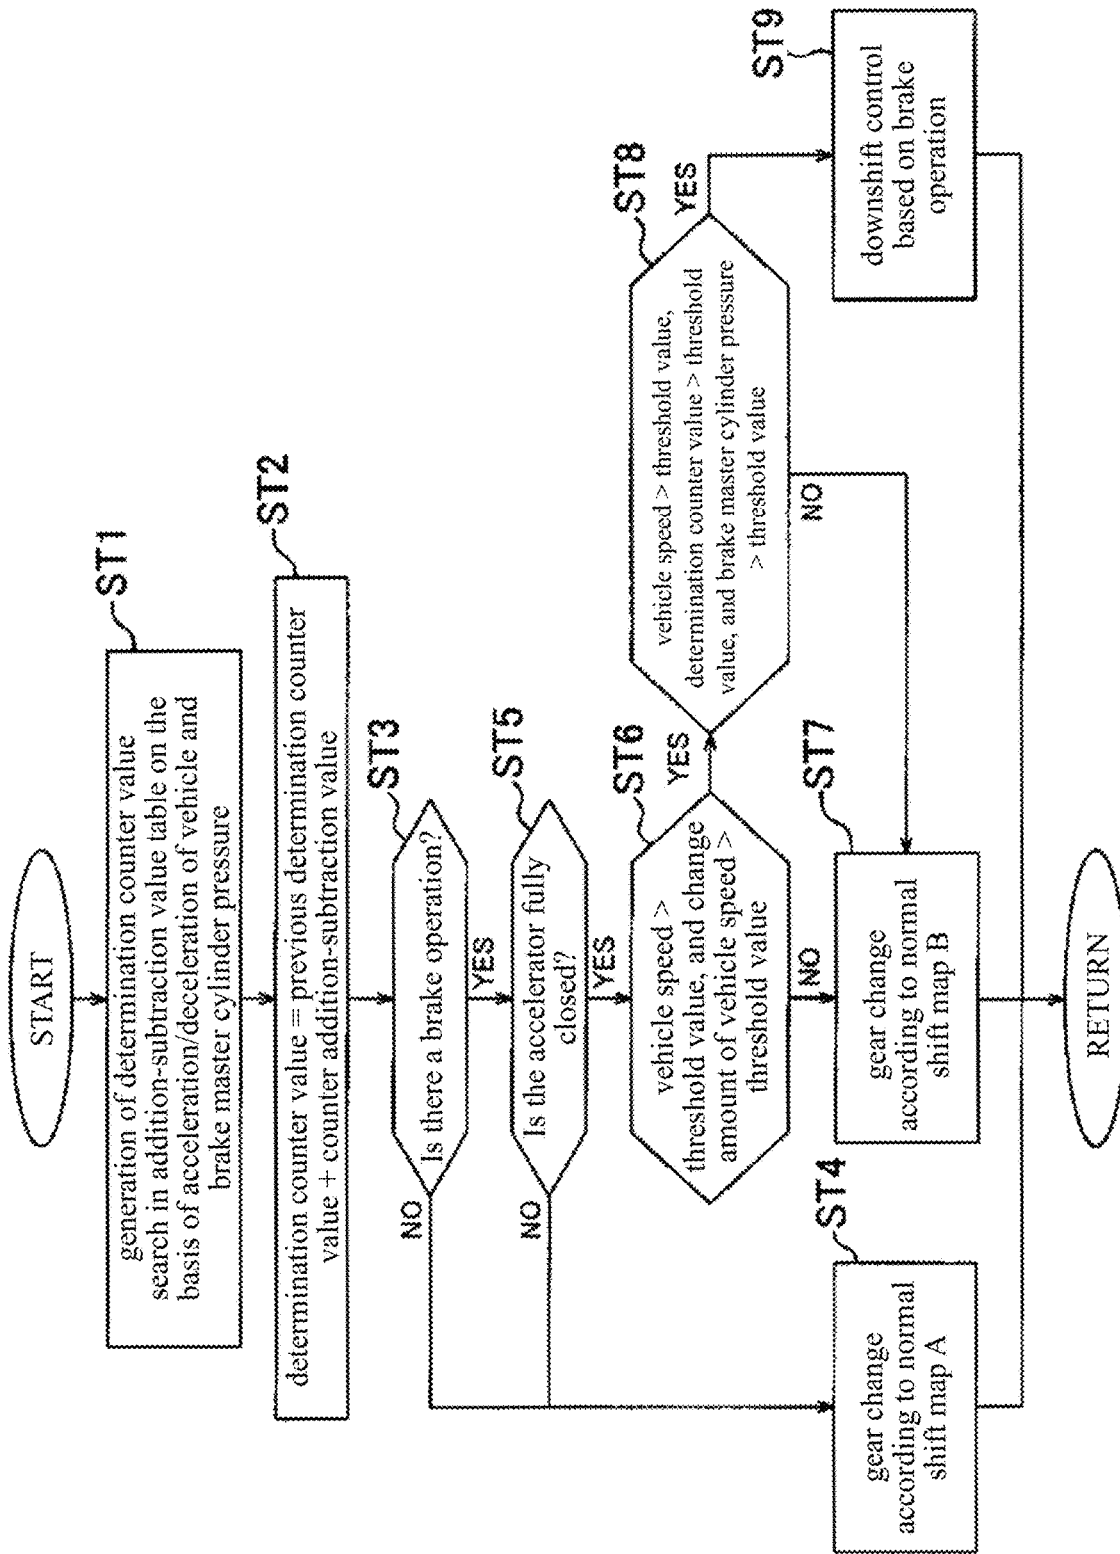 START
ST1
generation of determination counter value
search in addition-subtraction value table on the
basis of acceleration/deceleration of vehicle and
brake master cylinder pressure
ST2
determination counter value = previous determination counter
value + counter addition-subtraction value
ST3
Is there a brake operation?
NO
YES
ST5
Is the accelerator fully
closed?
NO
YES
ST6
vehicle speed >
threshold value, and change
amount of vehicle speed >
threshold value
YES
NO
ST8
vehicle speed > threshold value,
determination counter value > threshold
value, and brake master cylinder pressure
> threshold value
YES
NO
ST4
gear change
according to normal
shift map A
ST7
gear change
according to normal
shift map B
ST9
downshift control
based on brake
operation
RETURN